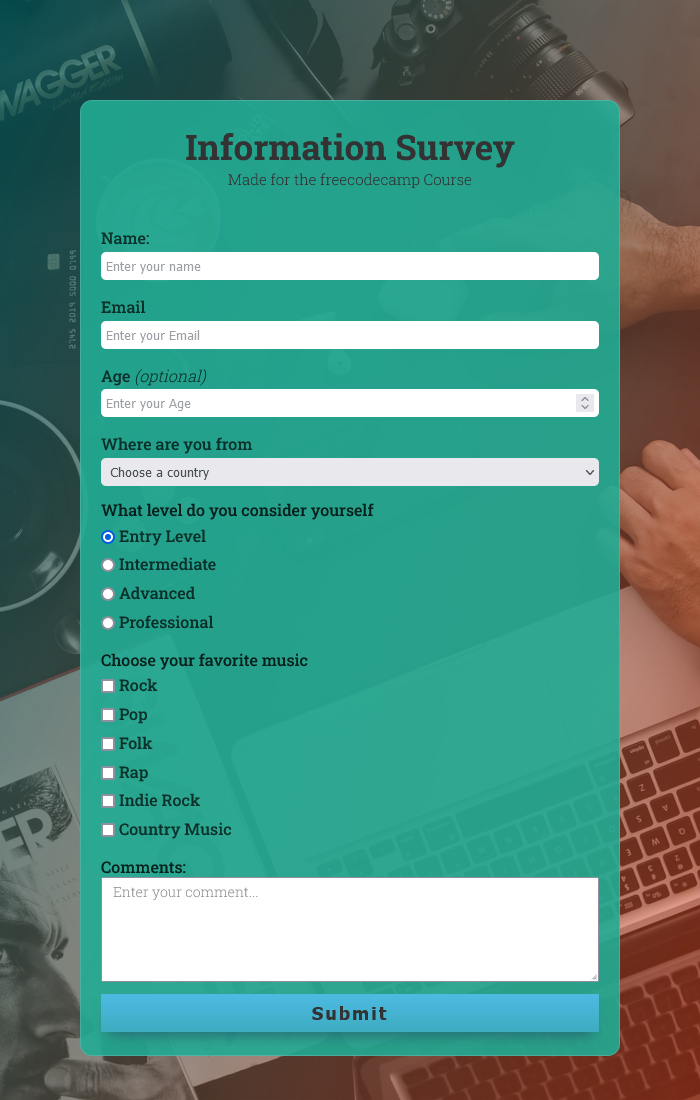 WAGGER
Information Survey
Made for the freecodecamp Course
Name:
Enter your name
Email
Enter your Email
Age (optional)
Enter your Age
Where are you from
Choose a country
What level do you consider yourself
Entry Level
Intermediate
Advanced
Professional
Choose your favorite music
Rock
Pop
Folk
Rap
Indie Rock
Country Music
Comments:
Enter your comment...
Submit